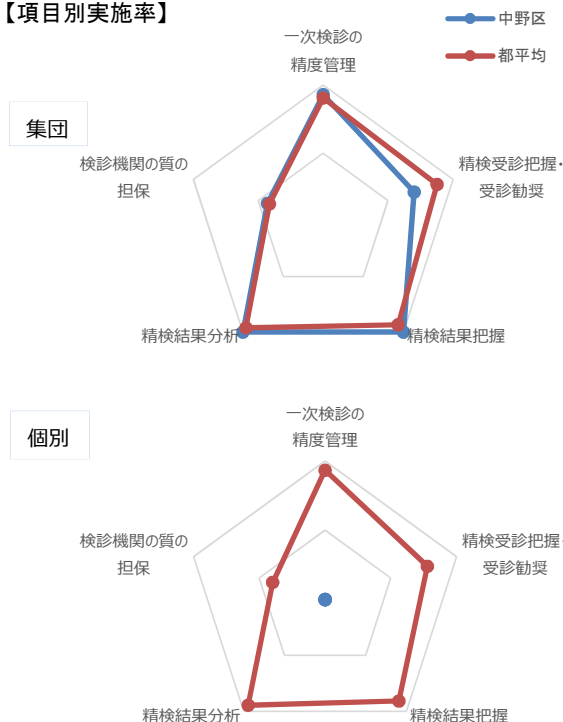 【項目別実施率】
中野区
都平均
集団
一次検診の
精度管理
検診機関の質の
担保
精検受診把握・
受診勧奨
精検結果分析
精検結果把握
個別
一次検診の
精度管理
検診機関の質の
担保
精検受診把握・
受診勧奨
精検結果分析
精検結果把握